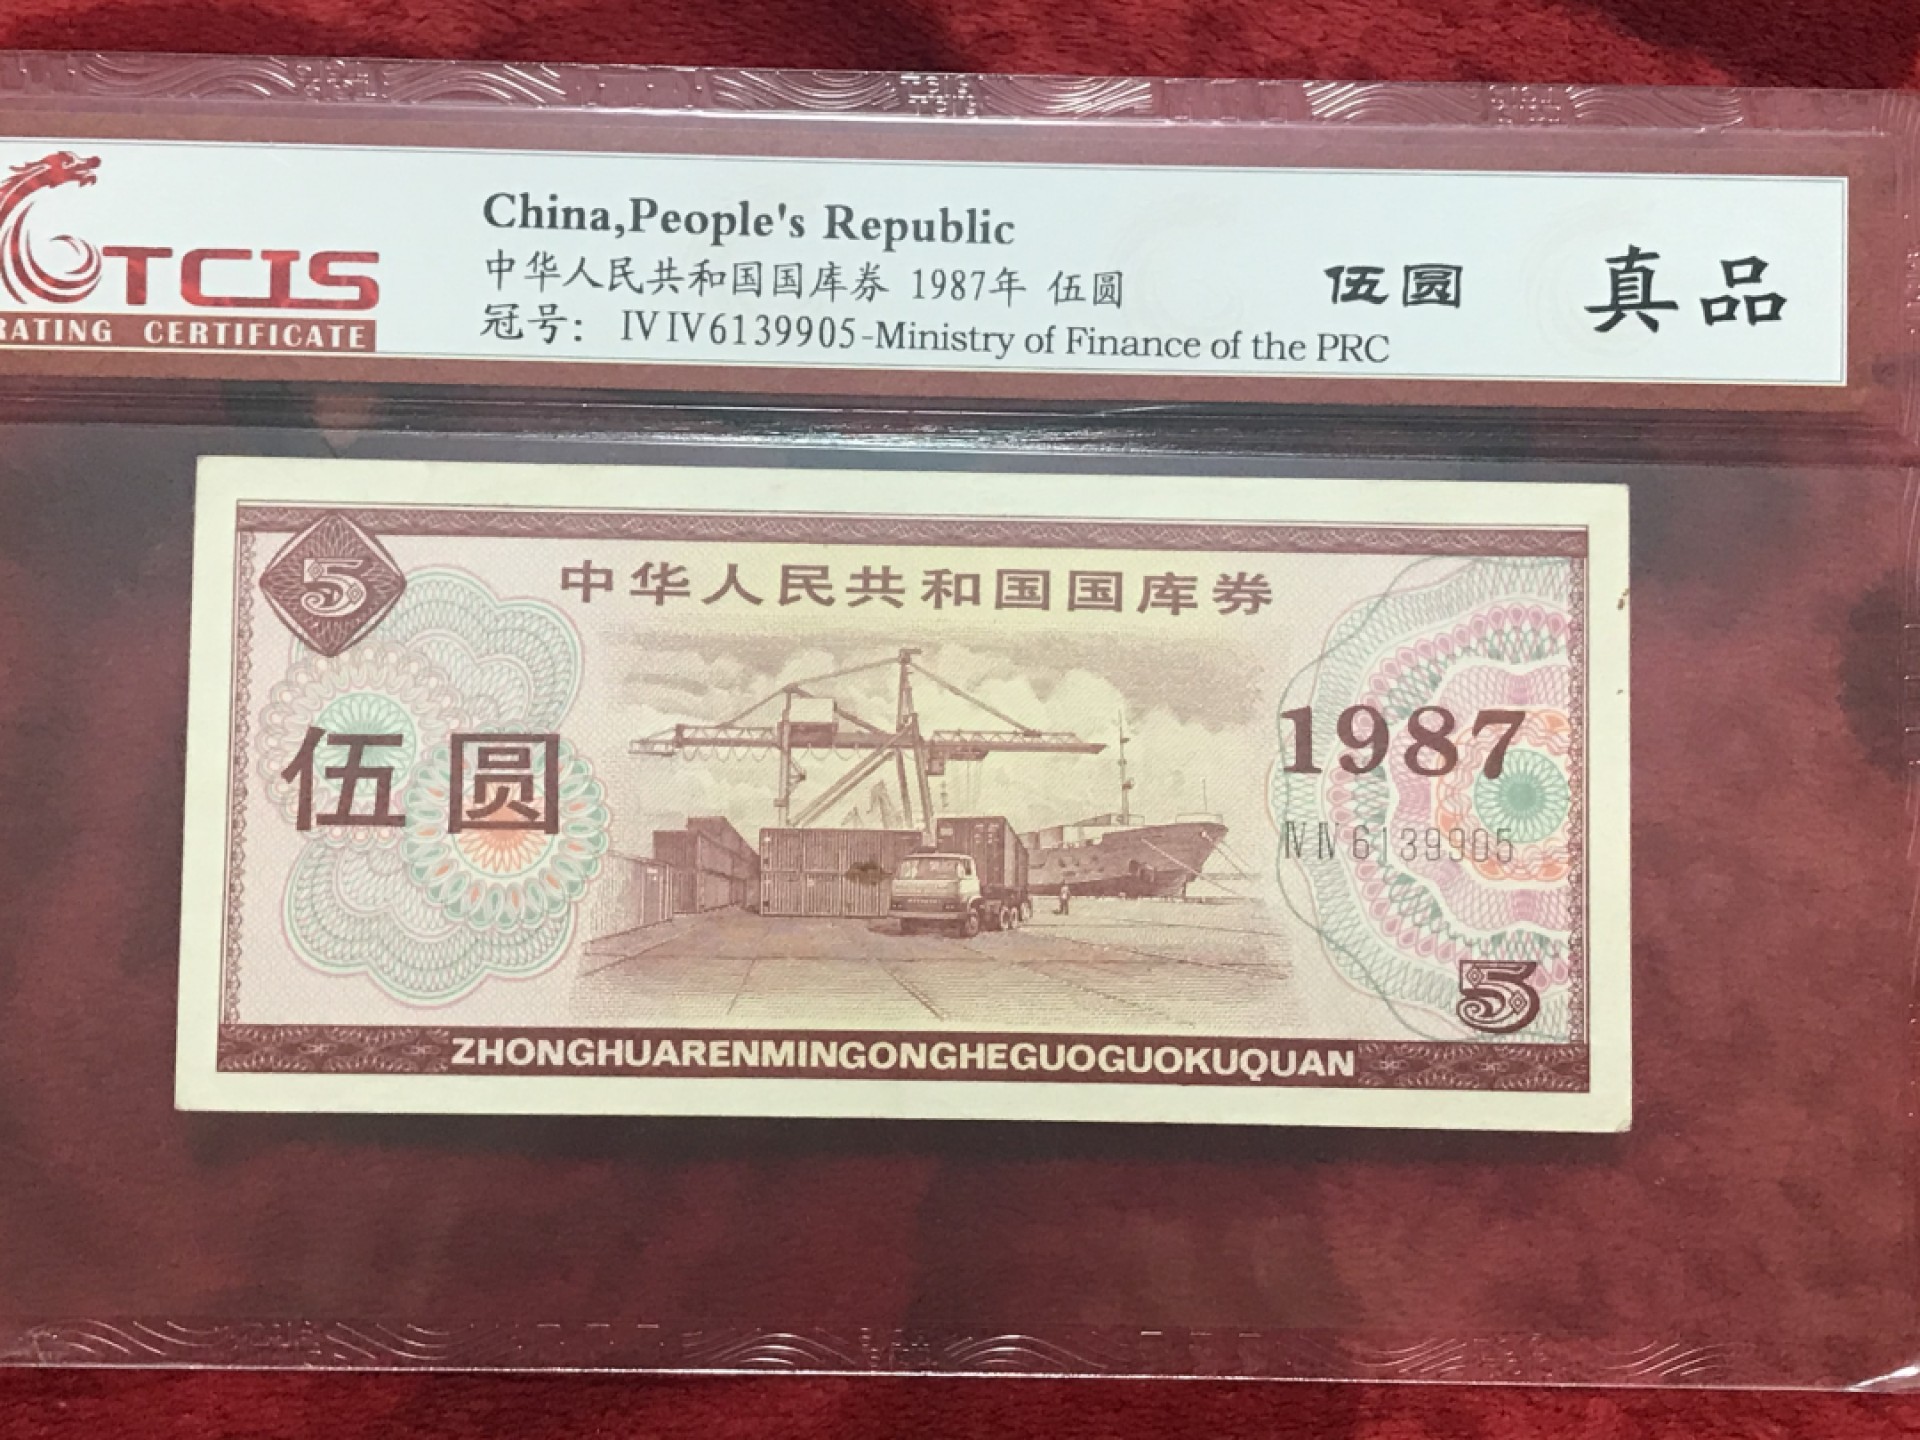 TCIS
RATING CERTIFICATE
China,People's Republic
中华人民共和国国库券 1987年 伍圆
冠号: IV IV 6139905-Ministry of Finance of the PRC
伍圆
真品
5
中华人民共和国国库券
伍圆
1987
IV IV 6139905
5
ZHONGHUARENMINGONGHEGUOGUOKUQUAN